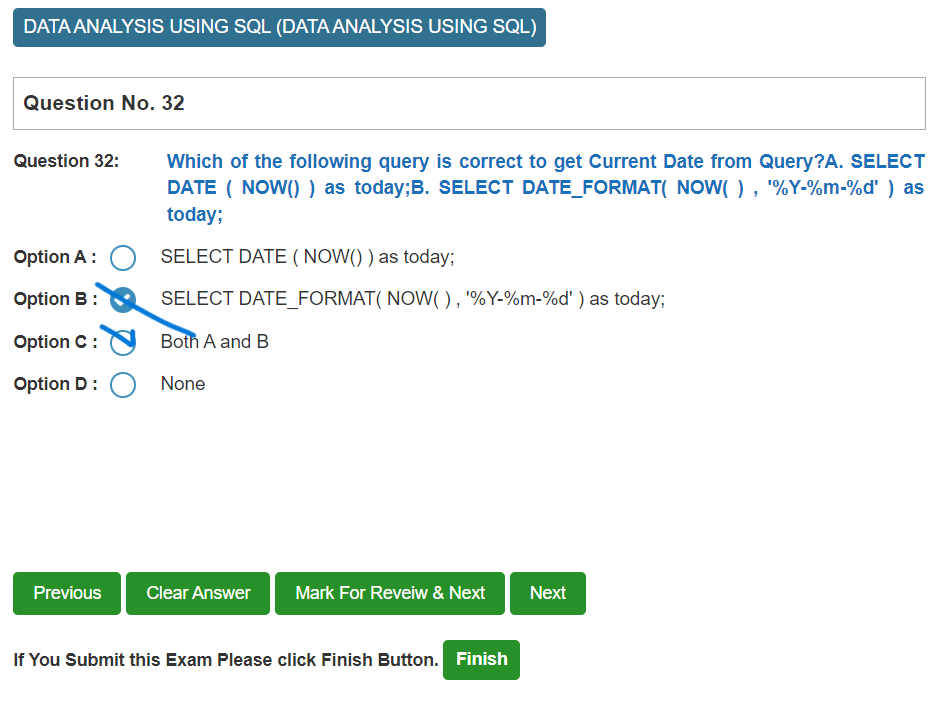 DATA ANALYSIS USING SQL (DATA ANALYSIS USING SQL)
Question No. 32
Question 32: Which of the following query is correct to get Current Date from Query?A. SELECT
DATE ( NOW() ) as today;B. SELECT DATE_FORMAT( NOW( ) , '%Y-%m-%d' ) as
today;
Option A : SELECT DATE ( NOW() ) as today;
Option B : SELECT DATE_FORMAT( NOW( ) , '%Y-%m-%d' ) as today;
Option C : Both A and B
Option D : None
Previous Clear Answer Mark For Reveiw & Next Next
If You Submit this Exam Please click Finish Button. Finish